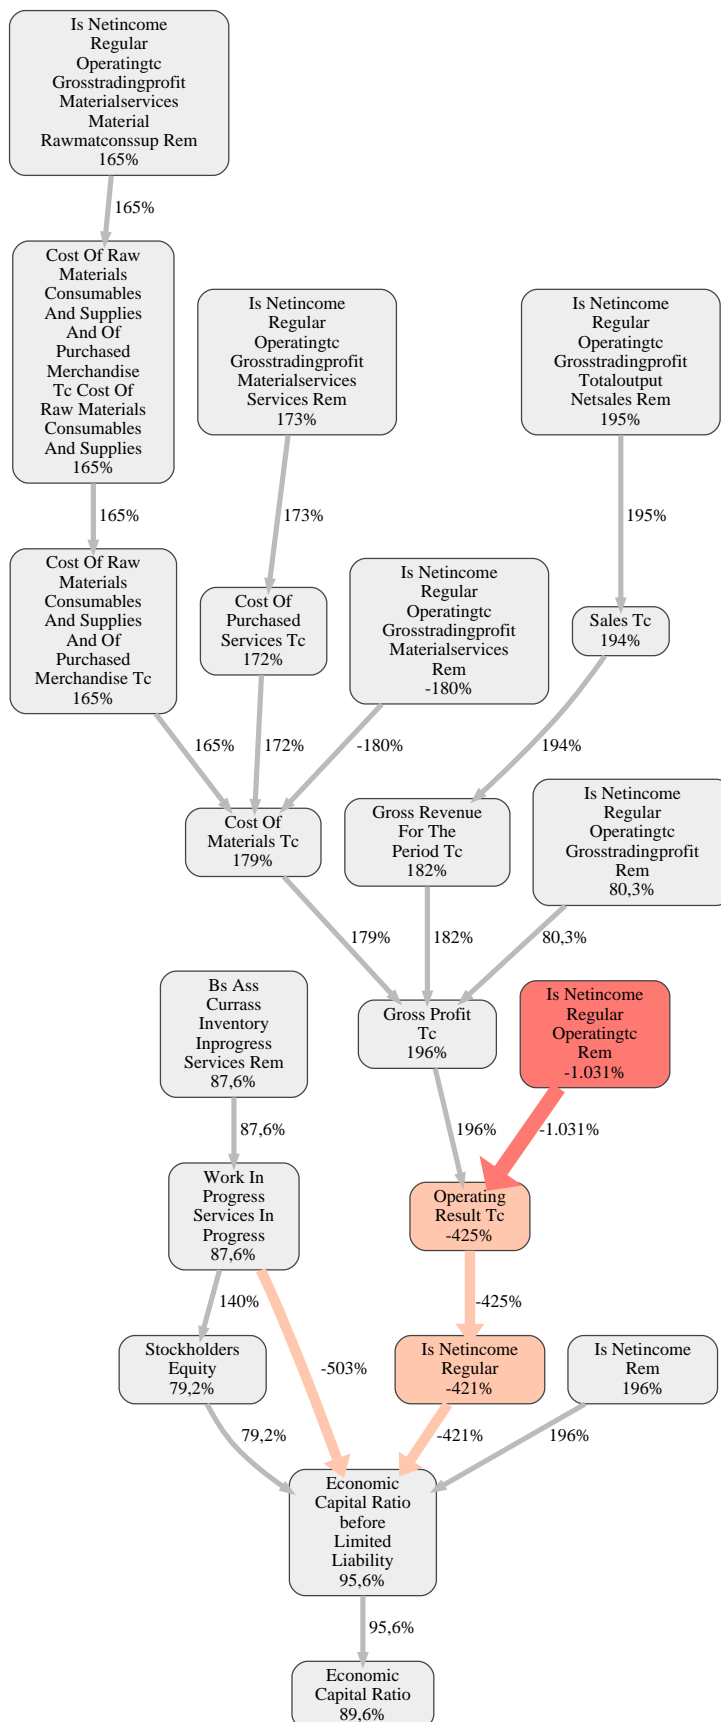 Is Netincome
Regular
Operatingtc
Grosstradingprofit
Materialservices
Material
Rawmatconssup Rem
165%
165%
Cost Of Raw
Materials
Consumables
And Supplies
And Of
Purchased
Merchandise
Tc Cost Of
Raw Materials
Consumables
And Supplies
165%
Is Netincome
Regular
Operatingtc
Grosstradingprofit
Materialservices
Services Rem
173%
Is Netincome
Regular
Operatingtc
Grosstradingprofit
Totaloutput
Netsales Rem
195%
165%
173%
195%
Cost Of Raw
Materials
Consumables
And Supplies
And Of
Purchased
Merchandise Tc
165%
Cost Of
Purchased
Services Tc
172%
Is Netincome
Regular
Operatingtc
Grosstradingprofit
Materialservices
Rem
-180%
Sales Tc
194%
165%
172%
-180%
194%
Cost Of
Materials Tc
179%
Gross Revenue
For The
Period Tc
182%
Is Netincome
Regular
Operatingtc
Grosstradingprofit
Rem
80,3%
179%
182%
80,3%
Bs Ass
Currass
Inventory
Inprogress
Services Rem
87,6%
Gross Profit
Tc
196%
Is Netincome
Regular
Operatingtc
Rem
-1.031%
87,6%
196%
-1.031%
Work In
Progress
Services In
Progress
87,6%
Operating
Result Tc
-425%
140%
-503%
-425%
Stockholders
Equity
79,2%
Is Netincome
Regular
-421%
Is Netincome
Rem
196%
79,2%
-421%
196%
Economic
Capital Ratio
before
Limited
Liability
95,6%
95,6%
Economic
Capital Ratio
89,6%